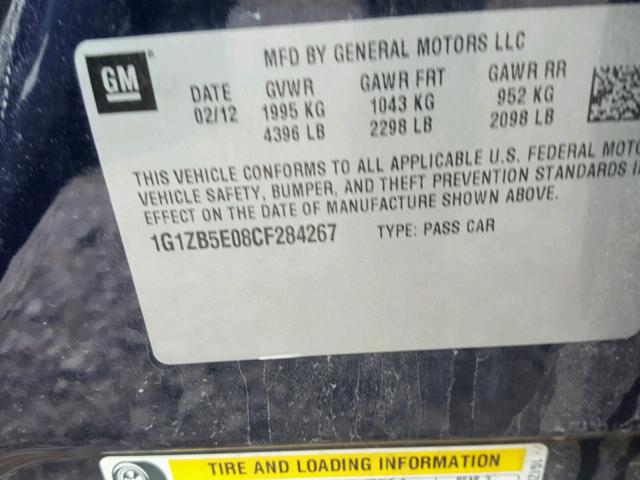 GM
®
MFD BY GENERAL MOTORS LLC
DATE GVWR GAWR FRT GAWR RR
02/12 1995 KG 1043 KG 952 KG
4396 LB 2298 LB 2098 LB
THIS VEHICLE CONFORMS TO ALL APPLICABLE U.S. FEDERAL MOTO
VEHICLE SAFETY, BUMPER, AND THEFT PREVENTION STANDARDS I
EFFECT ON THE DATE OF MANUFACTURE SHOWN ABOVE.
1G1ZB5E08CF284267 TYPE: PASS CAR
TIRE AND LOADING INFORMATION